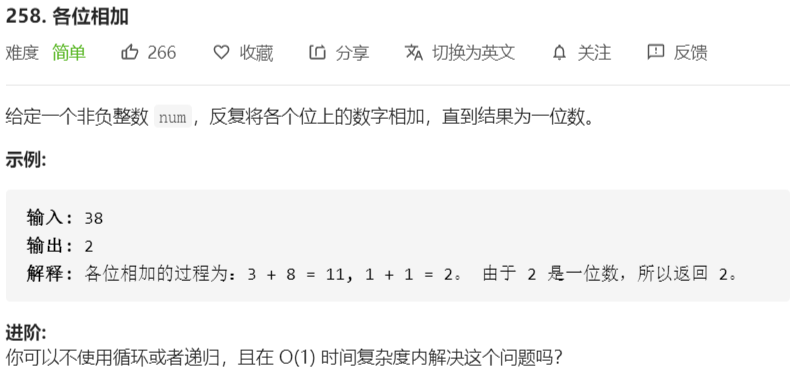 258. 各位相加
难度 简单 266 收藏 分享 切换为英文 关注 反馈
给定一个非负整数 num，反复将各个位上的数字相加，直到结果为一位数。
示例:
输入: 38
输出: 2
解释: 各位相加的过程为: 3 + 8 = 11, 1 + 1 = 2。 由于 2 是一位数，所以返回 2。
进阶:
你可以不使用循环或者递归，且在 O(1) 时间复杂度内解决这个问题吗?